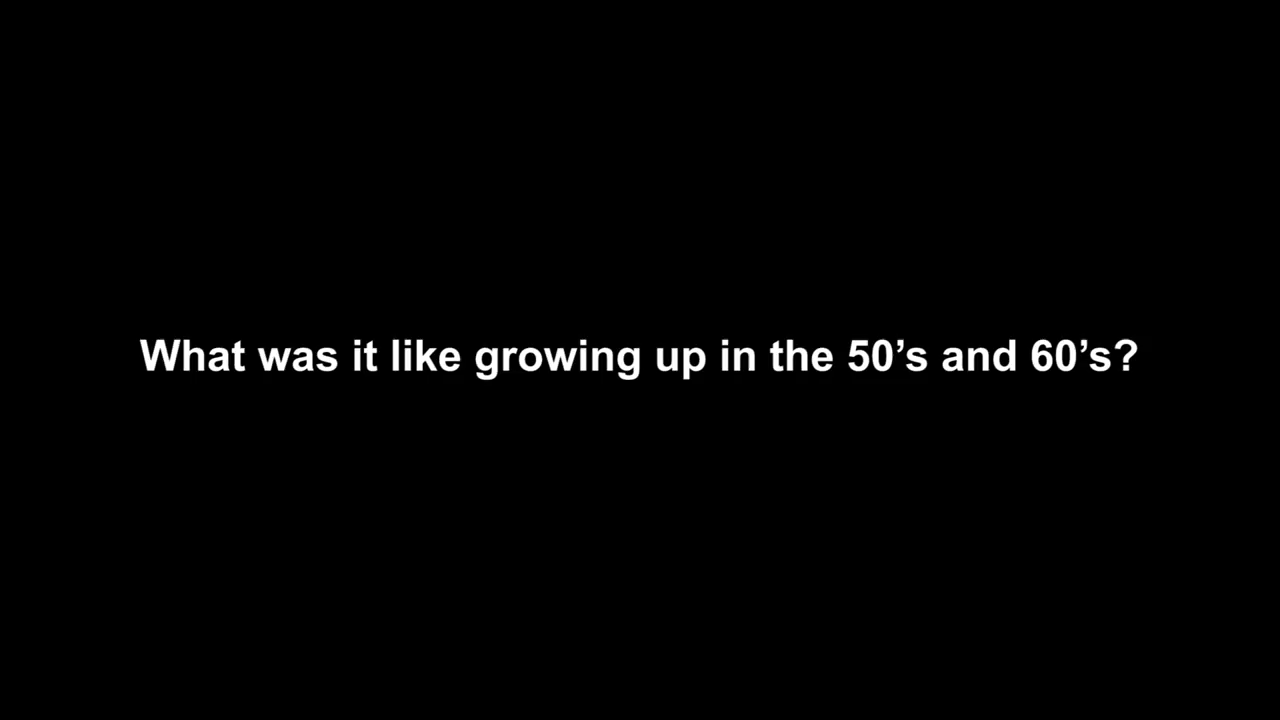 What was it like growing up in the 50’s and 60’s?